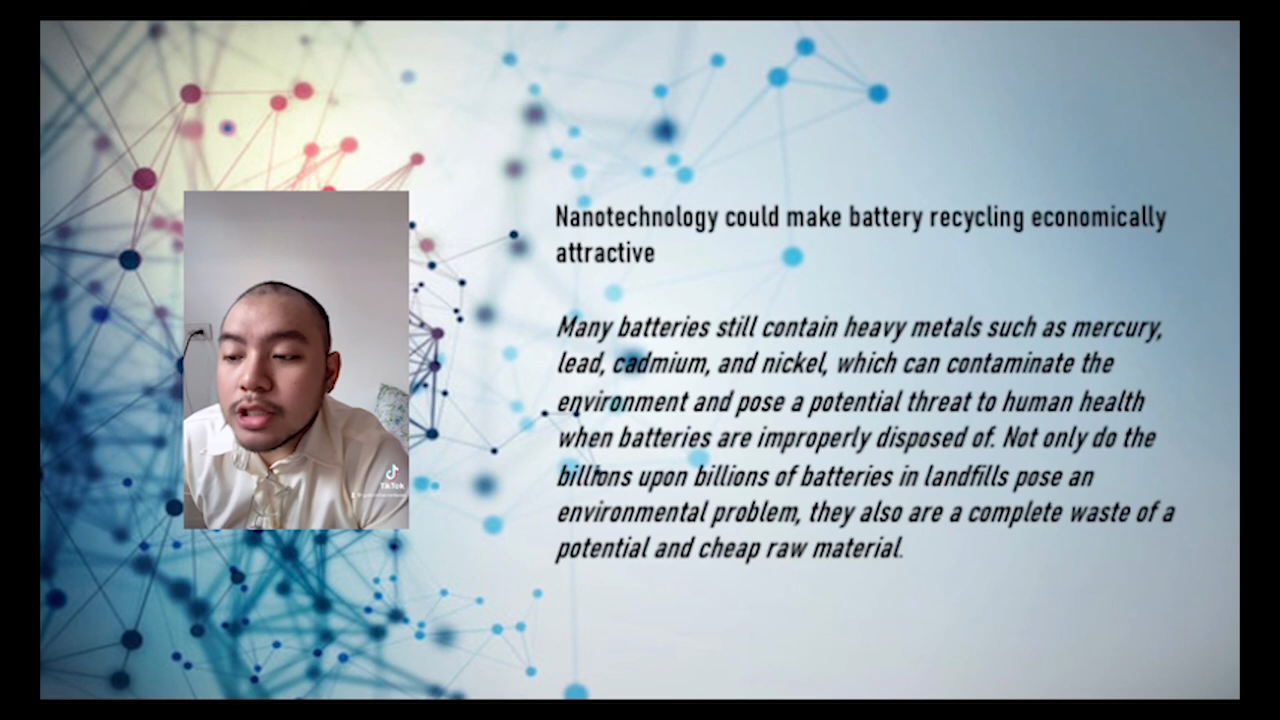 Nanotechnology could make battery recycling economically
attractive
Many batteries still contain heavy metals such as mercury,
lead, cadmium, and nickel, which can contaminate the
environment and pose a potential threat to human health
when batteries are improperly disposed of. Not only do the
billions upon billions of batteries in landfills pose an
environmental problem, they also are a complete waste of a
potential and cheap raw material.
TikTok